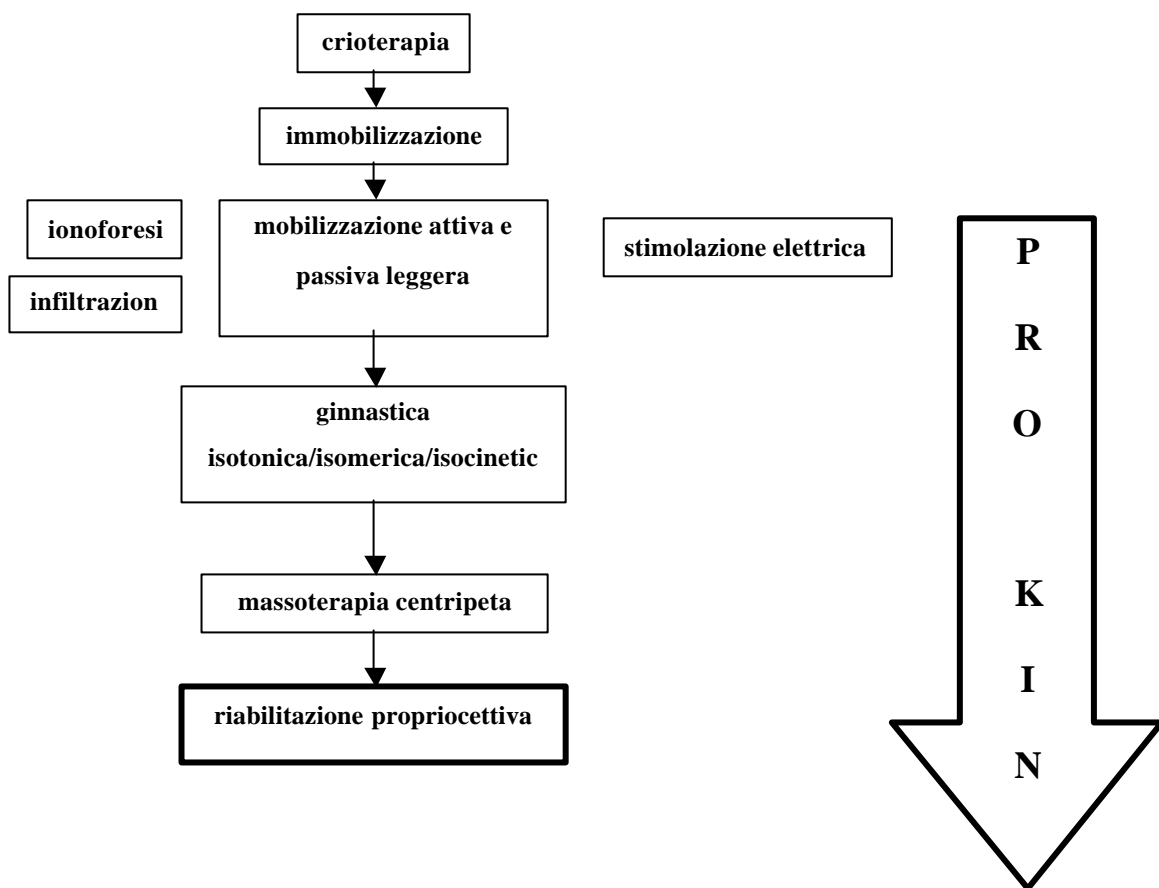 crioterapia
immobilizzazione
ionoforesi
infiltrazion
mobilizzazione attiva e
passiva leggera
stimolazione elettrica
ginnastica
isotonica/isomerica/isocinetic
massoterapia centripeta
riabilitazione propriocettiva
P
R
O
K
I
N